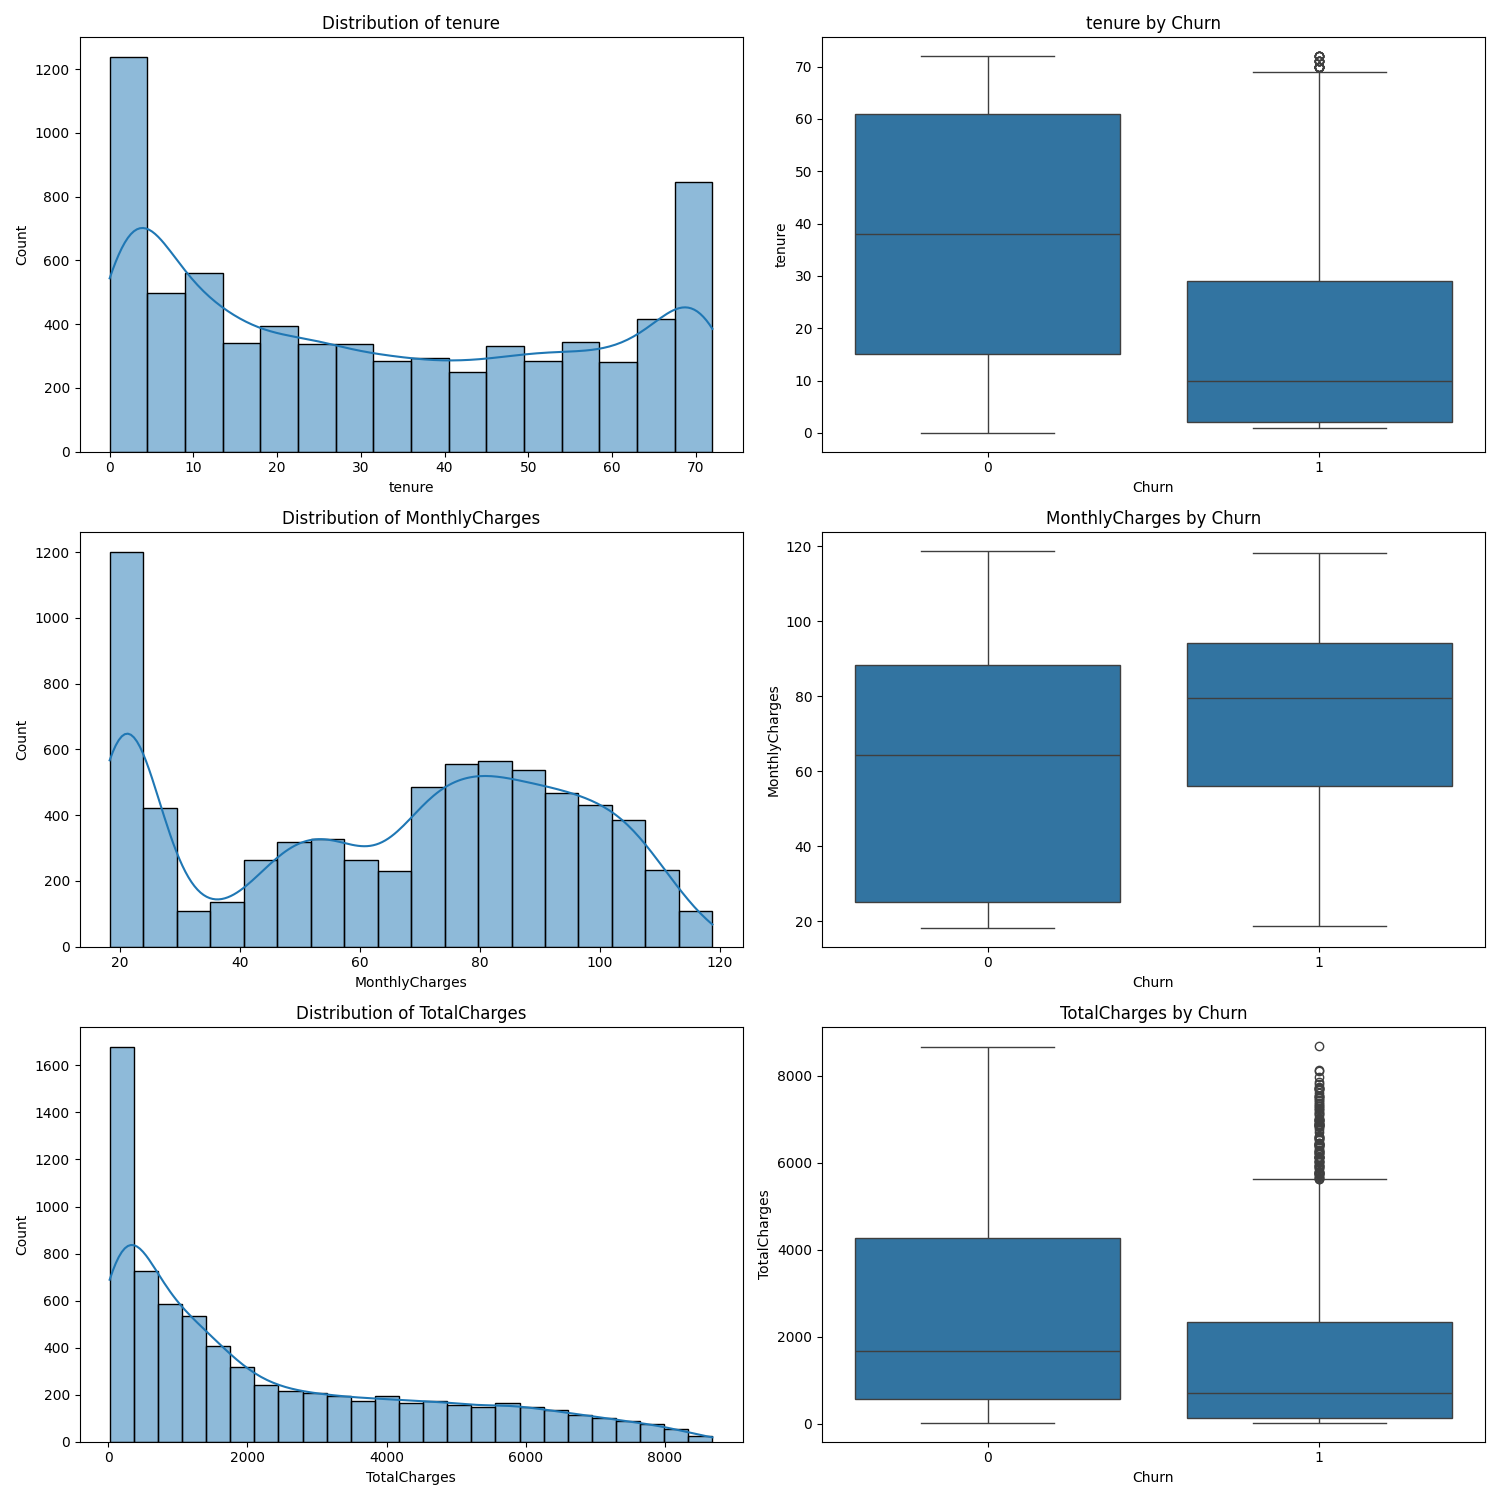 Distribution of tenure
1200
1000
800
600
400
200
0
Count
0 10 20 30 40 50 60 70
tenure
tenure by Churn
70
60
50
40
30
20
10
0
tenure
0 1
Churn
Distribution of MonthlyCharges
1200
1000
800
600
400
200
0
Count
20 40 60 80 100 120
MonthlyCharges
MonthlyCharges by Churn
120
100
80
60
40
20
MonthlyCharges
0 1
Churn
Distribution of TotalCharges
1600
1400
1200
1000
800
600
400
200
0
Count
0 2000 4000 6000 8000
TotalCharges
TotalCharges by Churn
8000
6000
4000
2000
0
TotalCharges
0 1
Churn